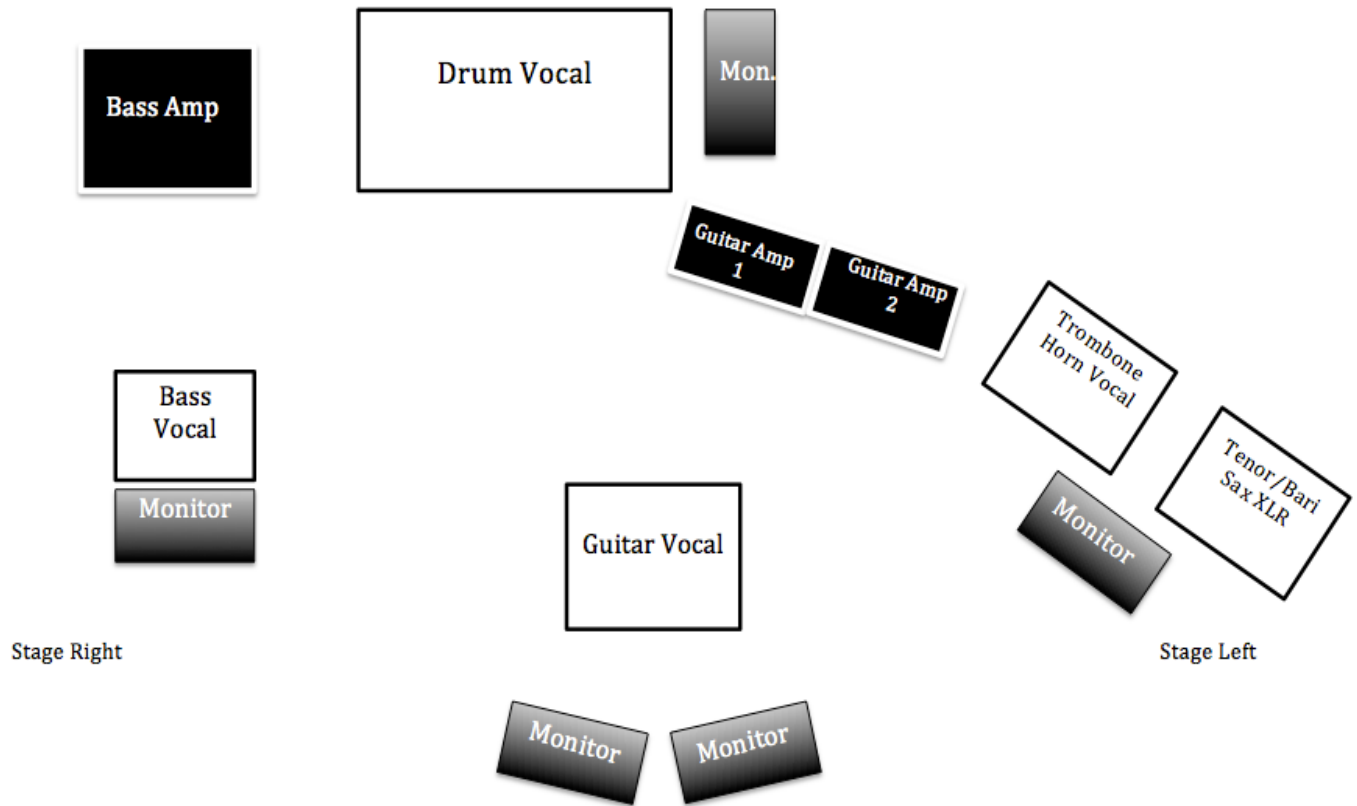 Drum Vocal
Mon.
Bass Amp
Guitar Amp
1
Guitar Amp
2
Trombone
Horn Vocal
Bass
Vocal
Tenor/Bari
Sax XLR
Monitor
Monitor
Guitar Vocal
Stage Right
Stage Left
Monitor
Monitor